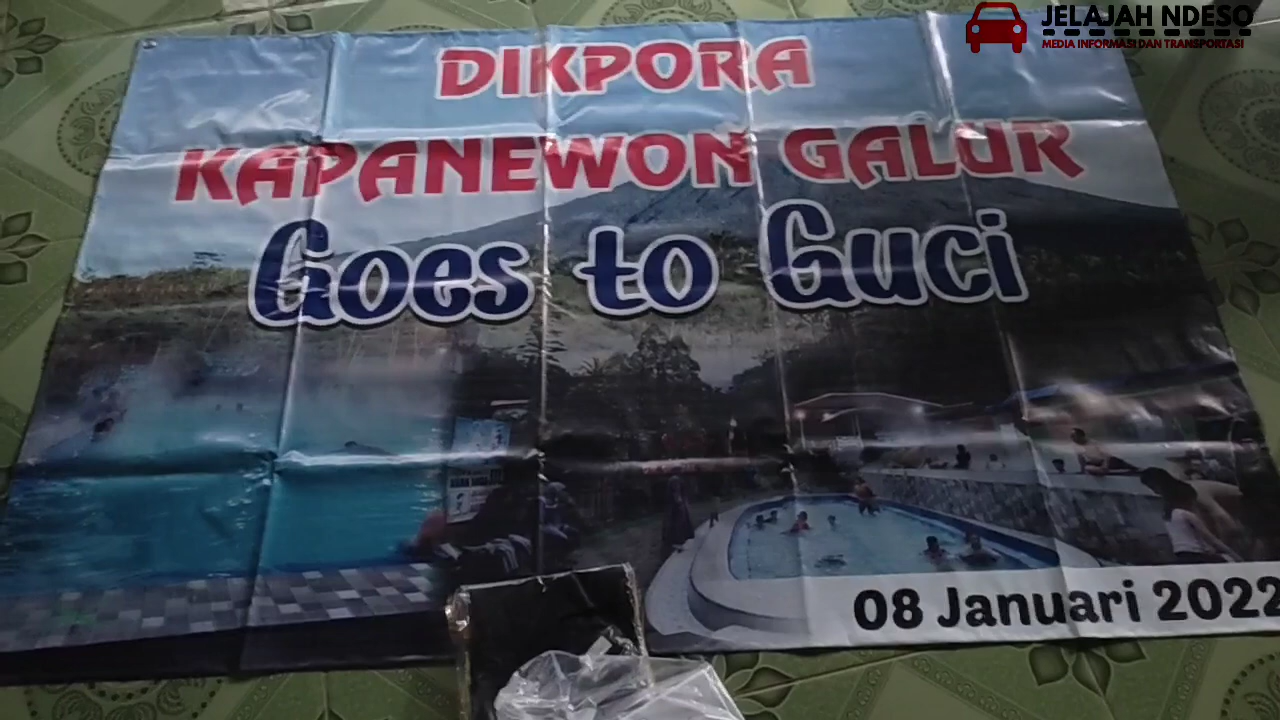 JELAJAH NDESO
MEDIA INFORMASI DAN TRANSPORTASI
DIKPORA
KAPANEWON GALUR
Goes to Guci
08 Januari 2022